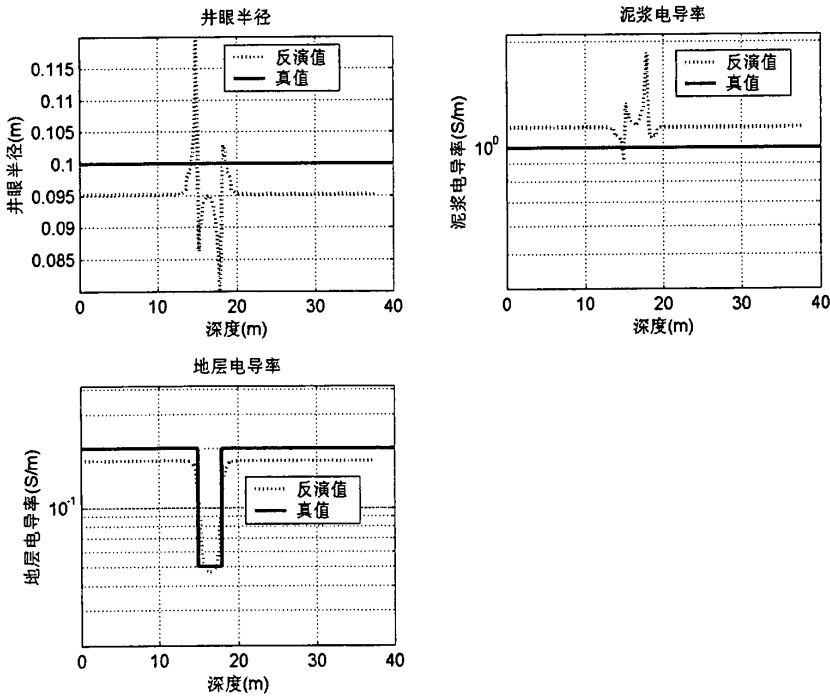 井眼半径
0.115
0.11
0.105
0.1
0.095
0.09
0.085
井眼半径(m)
反演值
真值
0 10 20 30 40
深度(m)
泥浆电导率
10^0
泥浆电导率(S/m)
反演值
真值
0 10 20 30 40
深度(m)
地层电导率
10^-1
地层电导率(S/m)
反演值
真值
0 10 20 30 40
深度(m)